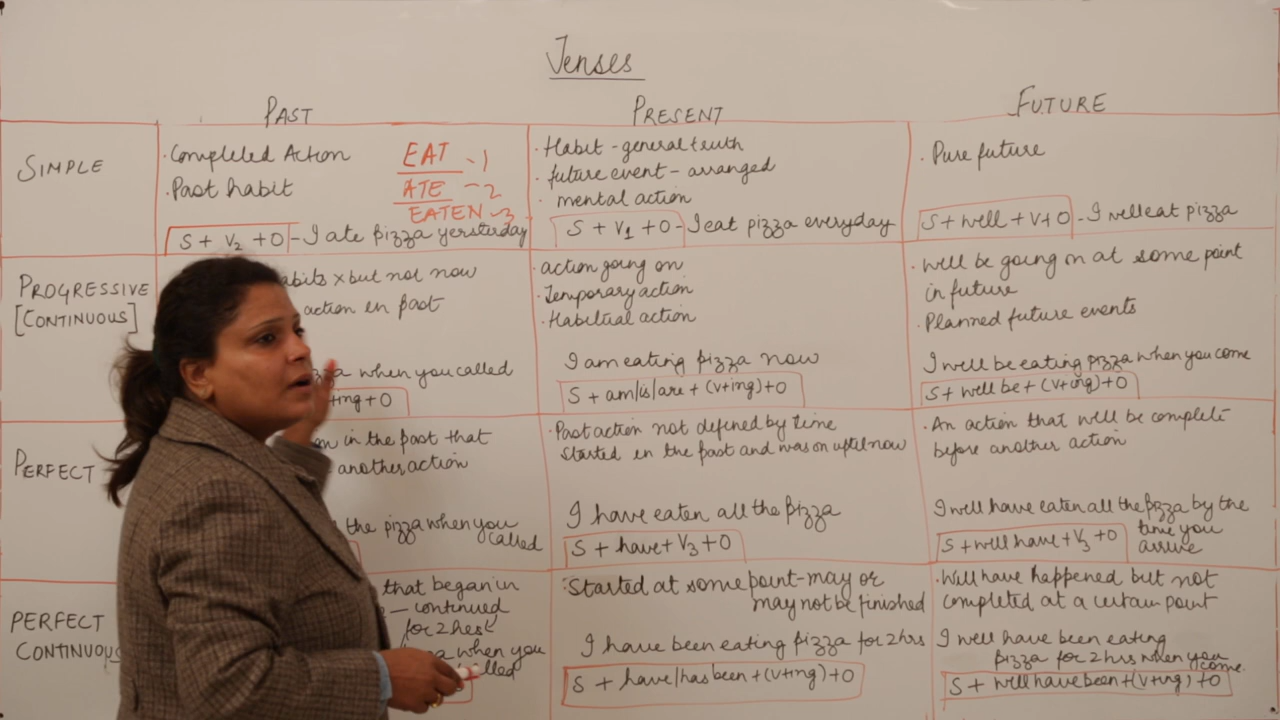 Tenses
PAST PRESENT FUTURE
SIMPLE
· Completed Action
· Past habit
EAT - 1
ATE - 2
EATEN - 3
S + V2 + O - I ate pizza yersterday
· Habit - general truth
· future event - arranged
· mental action
S + V1 + O - I eat pizza everyday
· Pure future
S + will + V + O - I will eat pizza
PROGRESSIVE
[CONTINUOUS]
abits x but not now
action in past
when you called
+ing + O
· action going on
· Temporary action
· Habitual action
I am eating pizza now
S + am/is/are + (v+ing) + O
· Will be going on at some point
in future
· Planned future events
I will be eating pizza when you come
S + will be + (v+ing) + O
PERFECT
in the past that
another action
the pizza when you
called
· Past action not defined by time
started in the past and was on uptil now
I have eaten all the pizza
S + have + V3 + O
· An action that will be complete
before another action
I will have eaten all the pizza by the
time you
arrive
S + will have + V3 + O
PERFECT
CONTINUOUS
that began in
— continued
for 2 hrs
when you
called
· Started at some point - may or
may not be finished
I have been eating pizza for 2 hrs
S + have/has been + (v+ing) + O
· Will have happened but not
completed at a certain point
I will have been eating
pizza for 2 hrs when you
come.
S + will have been + (v+ing) + O